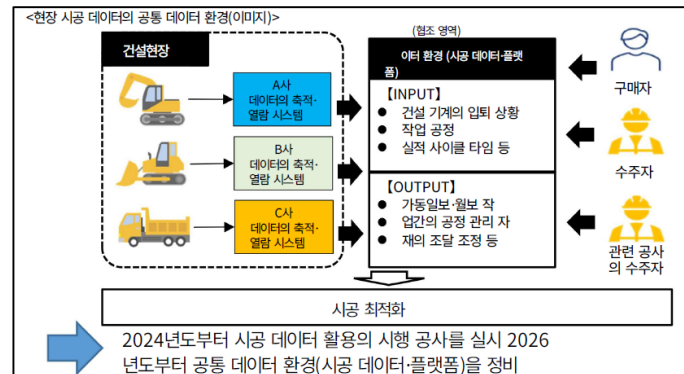 <현장 시공 데이터의 공통 데이터 환경(이미지)>
(협조 영역)
건설현장
A사
데이터의 축적·
열람 시스템
B사
데이터의 축적·
열람 시스템
C사
데이터의 축적·
열람 시스템
이터 환경 (시공 데이터·플랫
폼)
【INPUT】
● 건설 기계의 입퇴 상황
● 작업 공정
● 실적 사이클 타임 등
【OUTPUT】
● 가동일보·월보 작
● 업간의 공정 관리 자
● 재의 조달 조정 등
구매자
수주자
관련 공사
의 수주자
시공 최적화
2024년도부터 시공 데이터 활용의 시행 공사를 실시 2026
년도부터 공통 데이터 환경(시공 데이터·플랫폼)을 정비